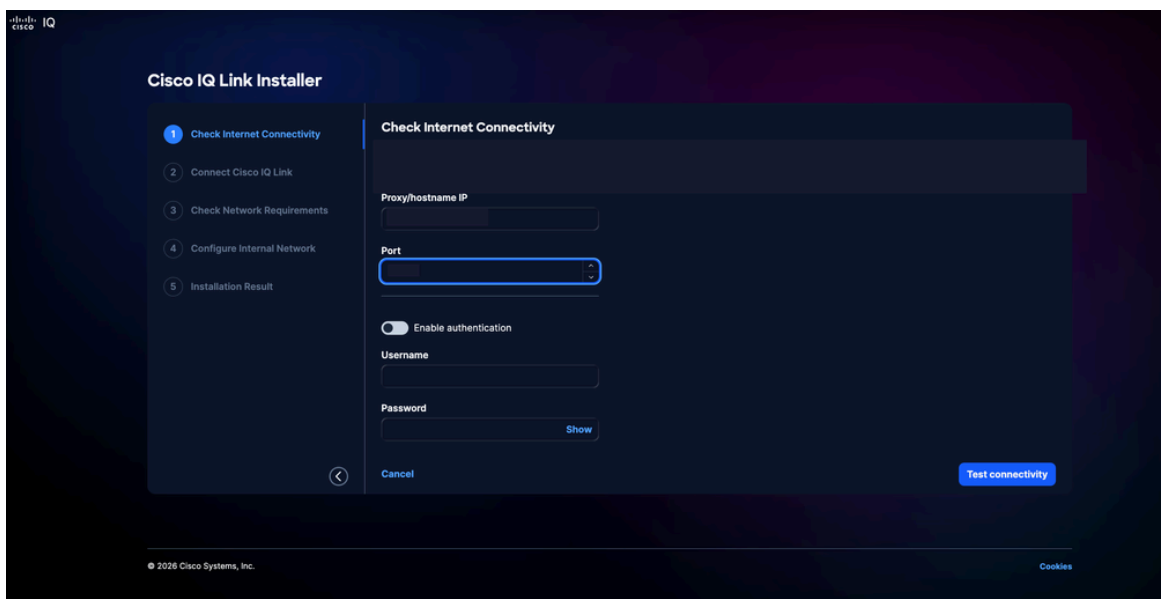 cisco IQ
Cisco IQ Link Installer
1 Check Internet Connectivity
2 Connect Cisco IQ Link
3 Check Network Requirements
4 Configure Internal Network
5 Installation Result
Check Internet Connectivity
Proxy/hostname IP
Port
Enable authentication
Username
Password
Show
Cancel
Test connectivity
© 2026 Cisco Systems, Inc.
Cookies